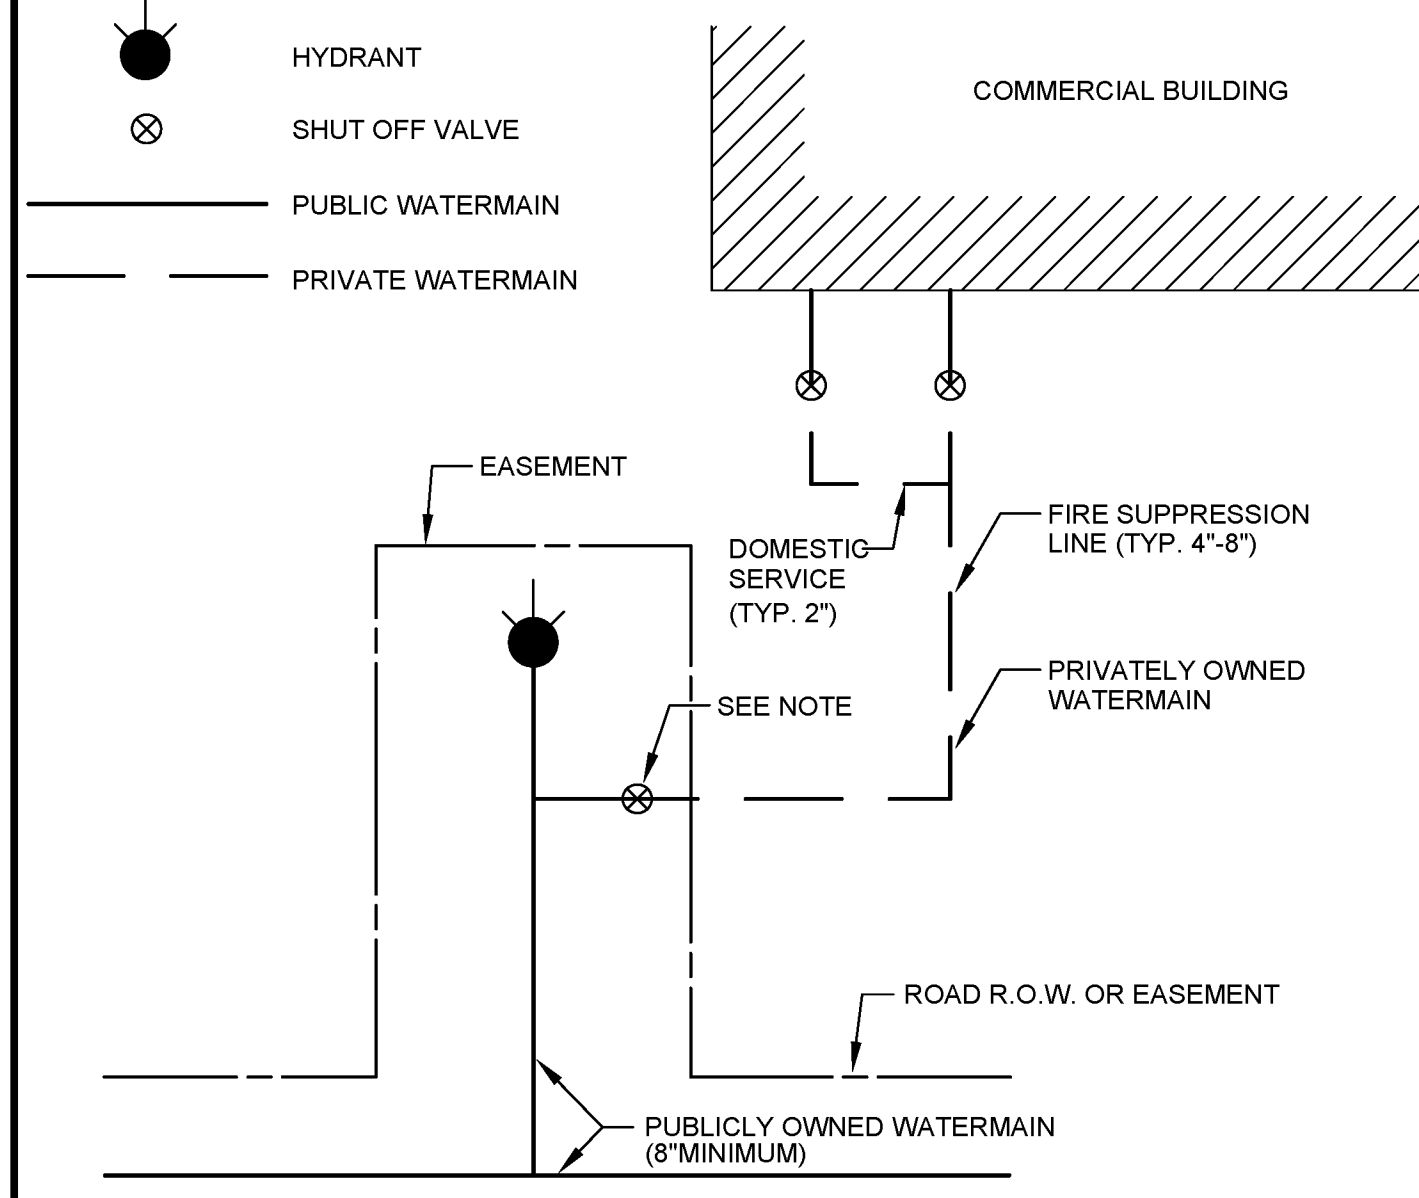 HYDRANT
SHUT OFF VALVE
PUBLIC WATERMAIN
PRIVATE WATERMAIN
COMMERCIAL BUILDING
EASEMENT
DOMESTIC
SERVICE
(TYP. 2")
FIRE SUPPRESSION
LINE (TYP. 4"-8")
PRIVATELY OWNED
WATERMAIN
SEE NOTE
ROAD R.O.W. OR EASEMENT
PUBLICLY OWNED WATERMAIN
(8"MINIMUM)